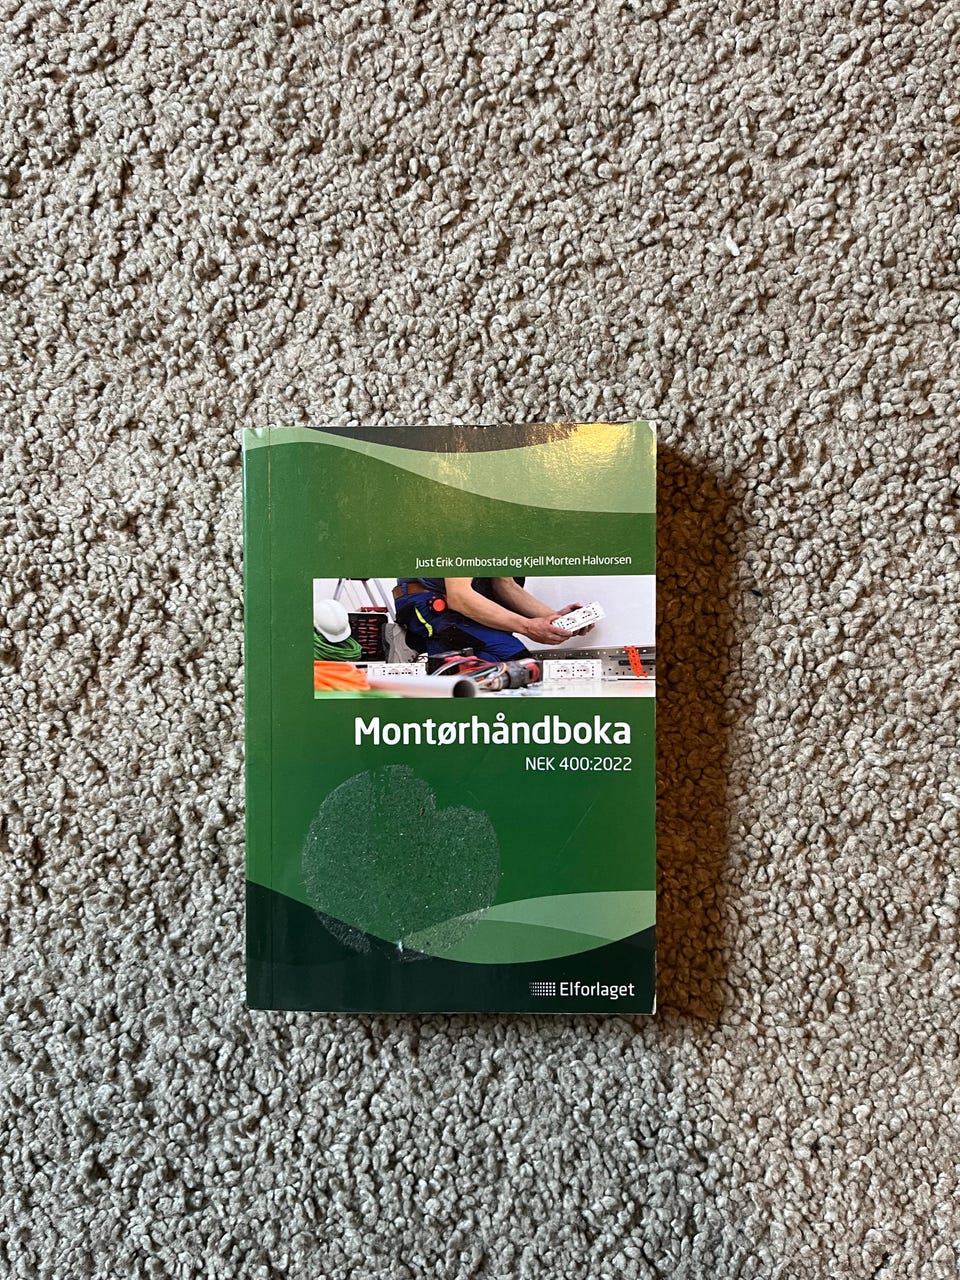 Just Erik Ormbostad og Kjell Morten Halvorsen
Montørhåndboka
NEK 400:2022
Elforlaget